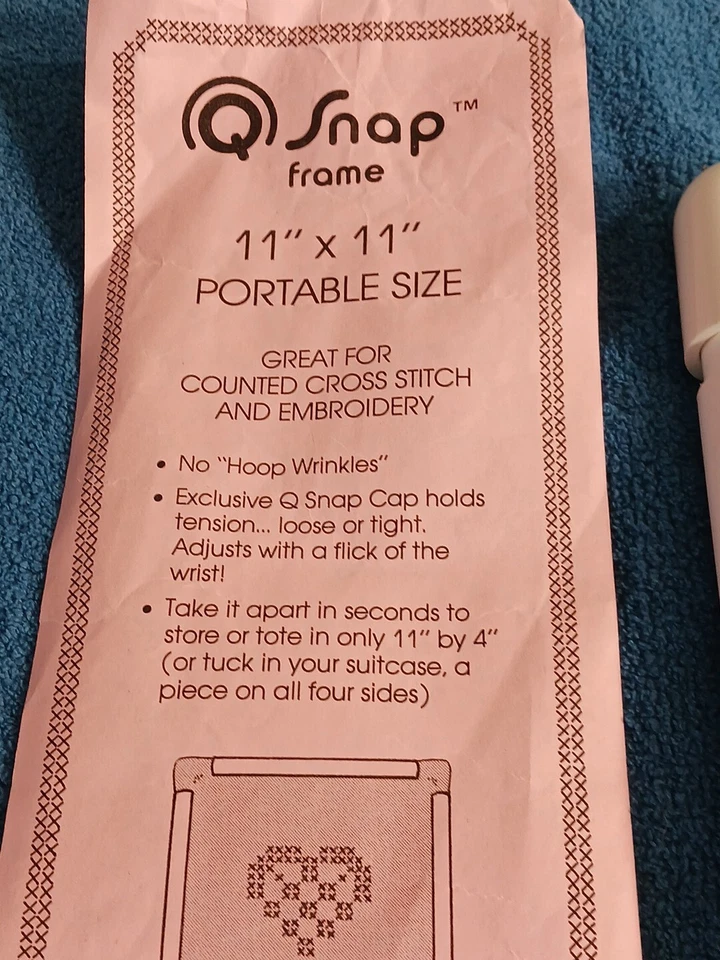 Q Snap™
frame
11" x 11"
PORTABLE SIZE
GREAT FOR
COUNTED CROSS STITCH
AND EMBROIDERY
• No "Hoop Wrinkles"
• Exclusive Q Snap Cap holds
tension... loose or tight.
Adjusts with a flick of the
wrist!
• Take it apart in seconds to
store or tote in only 11" by 4"
(or tuck in your suitcase, a
piece on all four sides)